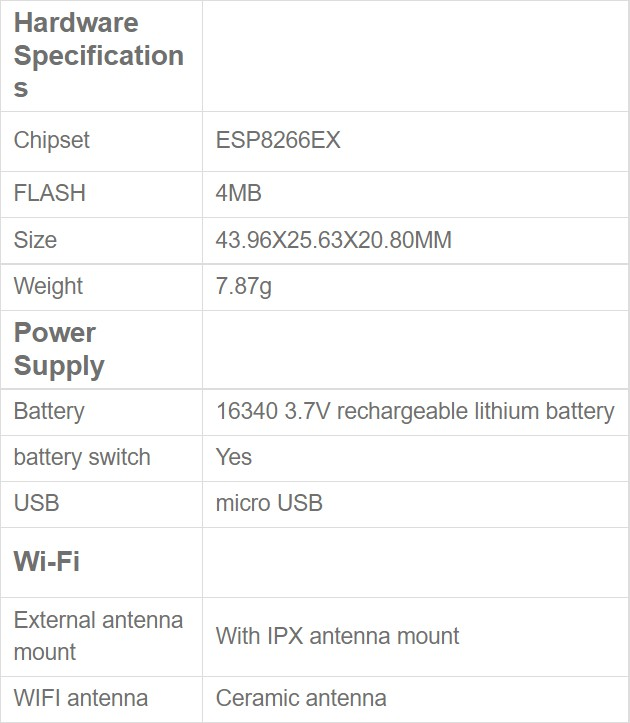 Hardware
Specification
s
Chipset ESP8266EX
FLASH 4MB
Size 43.96X25.63X20.80MM
Weight 7.87g
Power
Supply
Battery 16340 3.7V rechargeable lithium battery
battery switch Yes
USB micro USB
Wi-Fi
External antenna
mount
With IPX antenna mount
WIFI antenna Ceramic antenna